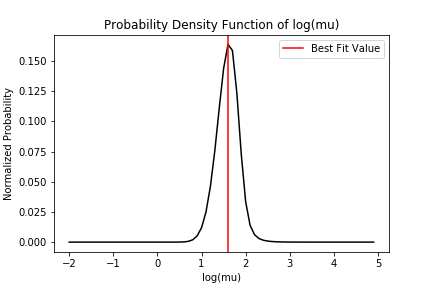 Probability Density Function of log(mu)
Best Fit Value
Normalized Probability
0.150
0.125
0.100
0.075
0.050
0.025
0.000
−2 −1 0 1 2 3 4 5
log(mu)